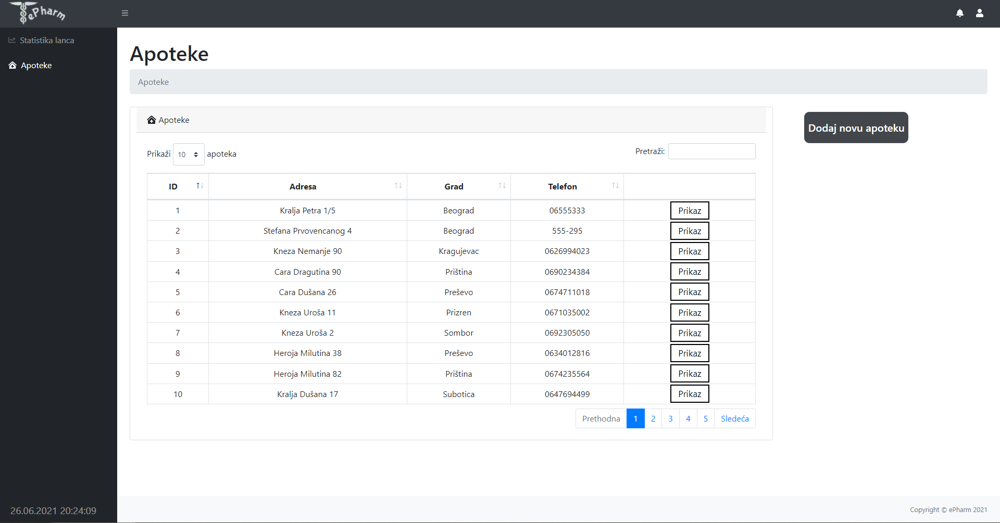 ePharm
Statistika lanca
Apoteke
Apoteke
Apoteke
Apoteke
Dodaj novu apoteku
Prikaži 10 apoteka
Pretraži:
ID Adresa Grad Telefon
1 Kralja Petra 1/5 Beograd 06555333 Prikaz
2 Stefana Prvovencanog 4 Beograd 555-295 Prikaz
3 Kneza Nemanje 90 Kragujevac 0626994023 Prikaz
4 Cara Dragutina 90 Priština 0690234384 Prikaz
5 Cara Dušana 26 Preševo 0674711018 Prikaz
6 Kneza Uroša 11 Prizren 0671035002 Prikaz
7 Kneza Uroša 2 Sombor 0692305050 Prikaz
8 Heroja Milutina 38 Preševo 0634012816 Prikaz
9 Heroja Milutina 82 Priština 0674235564 Prikaz
10 Kralja Dušana 17 Subotica 0647694499 Prikaz
Prethodna 1 2 3 4 5 Sledeća
26.06.2021 20:24:09
Copyright © ePharm 2021